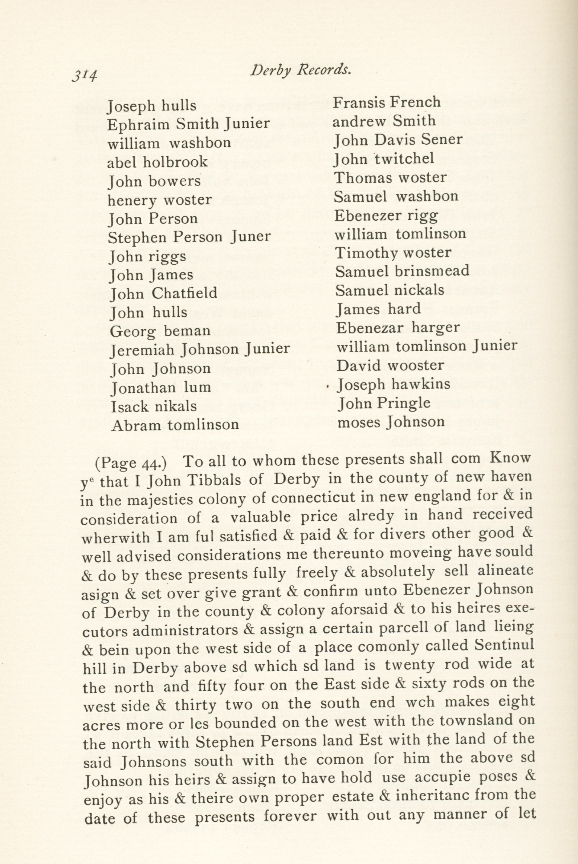 314
Derby Records.
Joseph hulls
Ephraim Smith Junier
william washbon
abel holbrook
John bowers
henery woster
John Person
Stephen Person Juner
John riggs
John James
John Chatfield
John hulls
Georg beman
Jeremiah Johnson Junier
John Johnson
Jonathan lum
Isack nikals
Abram tomlinson
Fransis French
andrew Smith
John Davis Sener
John twitchel
Thomas woster
Samuel washbon
Ebenezer rigg
william tomlinson
Timothy woster
Samuel brinsmead
Samuel nickals
James hard
Ebenezar harger
william tomlinson Junier
David wooster
Joseph hawkins
John Pringle
moses Johnson
(Page 44.) To all to whom these presents shall com Know
yᵉ that I John Tibbals of Derby in the county of new haven
in the majesties colony of connecticut in new england for & in
consideration of a valuable price alredy in hand received
wherwith I am ful satisfied & paid & for divers other good &
well advised considerations me thereunto moveing have sould
& do by these presents fully freely & absolutely sell alineate
asign & set over give grant & confirm unto Ebenezer Johnson
of Derby in the county & colony aforsaid & to his heires exe-
cutors administrators & assign a certain parcell of land lieing
& bein upon the west side of a place comonly called Sentinul
hill in Derby above sd which sd land is twenty rod wide at
the north and fifty four on the East side & sixty rods on the
west side & thirty two on the south end wch makes eight
acres more or les bounded on the west with the townsland on
the north with Stephen Persons land Est with the land of the
said Johnsons south with the comon for him the above sd
Johnson his heirs & assign to have hold use accupie poses &
enjoy as his & theire own proper estate & inheritanc from the
date of these presents forever with out any manner of let